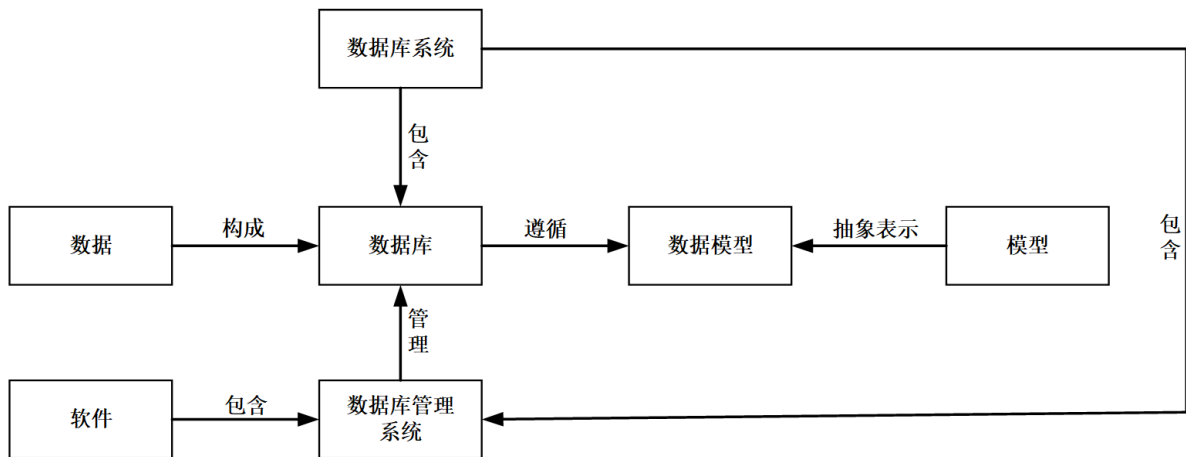 数据库系统
包
含
数据
构成
数据库
遵循
数据模型
抽象表示
模型
包
含
管
理
软件
包含
数据库管理
系统